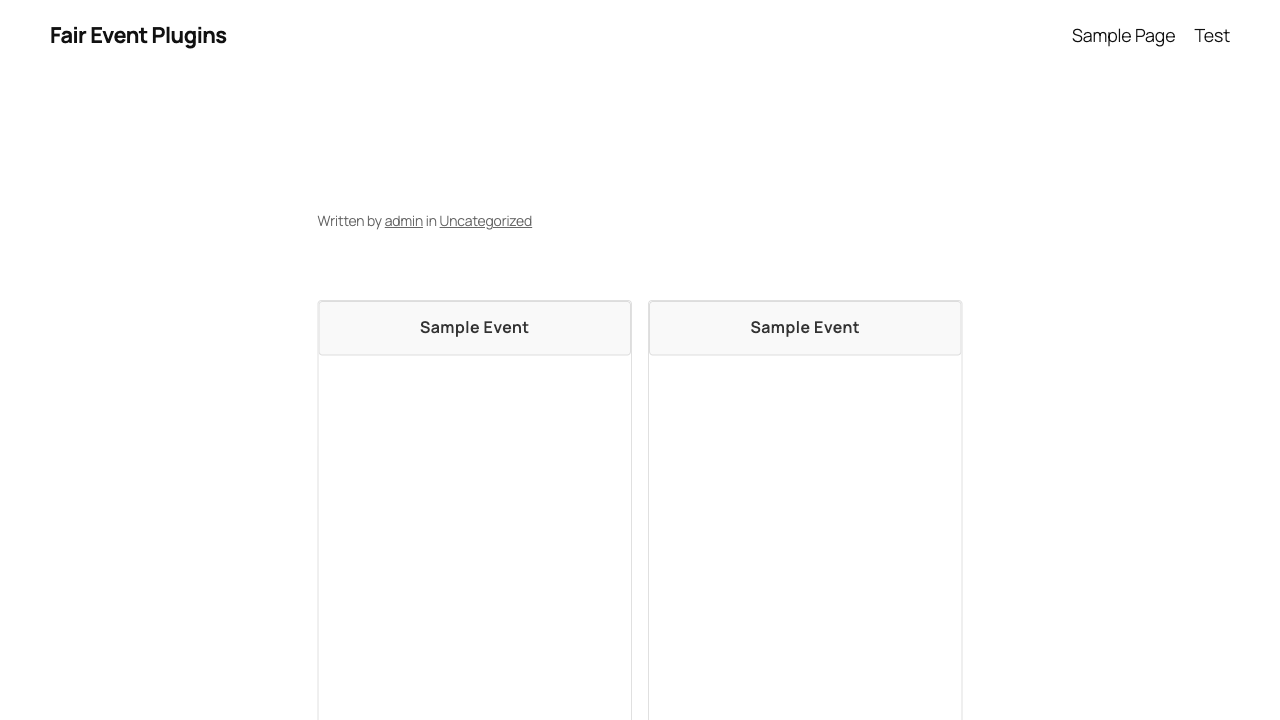 Fair Event Plugins
Sample Page Test
Written by admin in Uncategorized
Sample Event
Sample Event